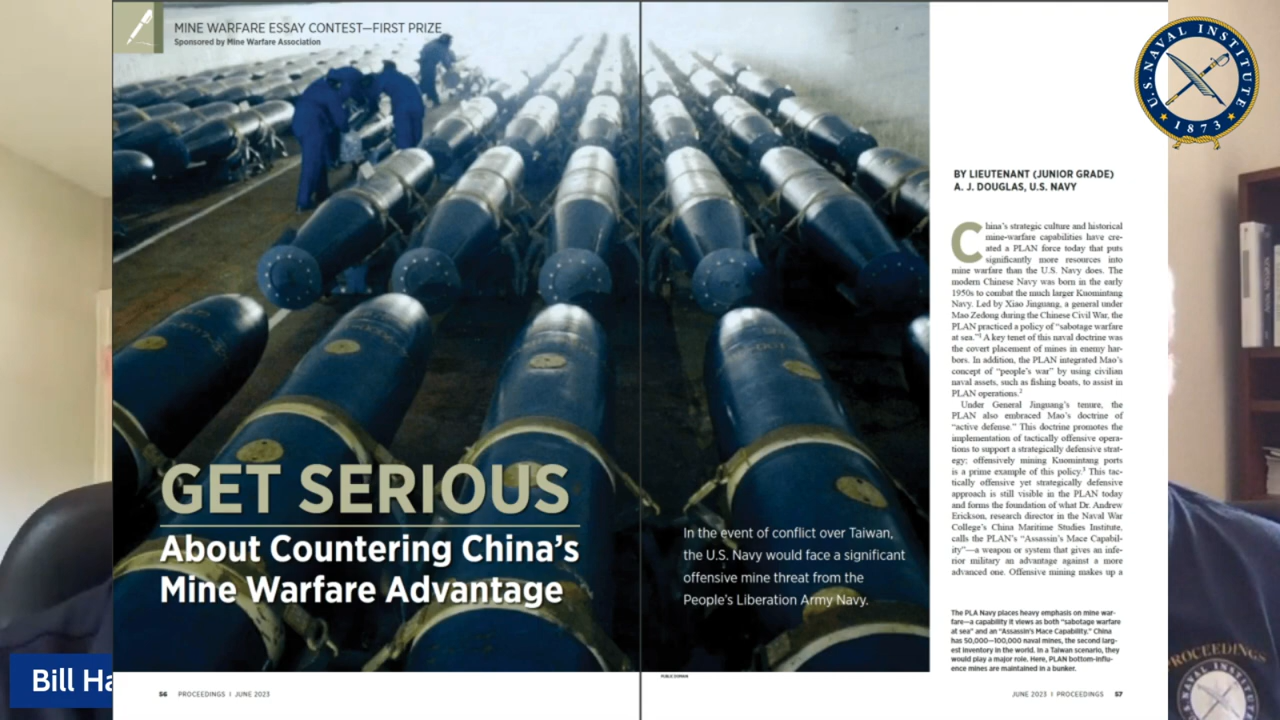 MINE WARFARE ESSAY CONTEST—FIRST PRIZE
Sponsored by Mine Warfare Association
GET SERIOUS
About Countering China's
Mine Warfare Advantage
In the event of conflict over Taiwan,
the U.S. Navy would face a significant
offensive mine threat from the
People's Liberation Army Navy.
BY LIEUTENANT (JUNIOR GRADE)
A. J. DOUGLAS, U.S. NAVY
China's strategic culture and historical
mine-warfare capabilities have cre-
ated a PLAN force today that puts
significantly more resources into
mine warfare than the U.S. Navy does. The
modern Chinese Navy was born in the early
1950s to combat the much larger Kuomintang
Navy. Led by Xiao Jinguang, a general under
Mao Zedong during the Chinese Civil War, the
PLAN practiced a policy of "sabotage warfare
at sea."1 A key tenet of this naval doctrine was
the covert placement of mines in enemy har-
bors. In addition, the PLAN integrated Mao's
concept of "people's war" by using civilian
naval assets, such as fishing boats, to assist in
PLAN operations.2
Under General Jinguang's tenure, the
PLAN also embraced Mao's doctrine of
"active defense." This doctrine promotes the
implementation of tactically offensive opera-
tions to support a strategically defensive strat-
egy; offensively mining Kuomintang ports
is a prime example of this policy.3 This tac-
tically offensive yet strategically defensive
approach is still visible in the PLAN today
and forms the foundation of what Dr. Andrew
Erickson, research director in the Naval War
College's China Maritime Studies Institute,
calls the PLAN's "Assassin's Mace Capabil-
ity"—a weapon or system that gives an infe-
rior military an advantage against a more
advanced one. Offensive mining makes up a
The PLA Navy places heavy emphasis on mine war-
fare—a capability it views as both "sabotage warfare
at sea" and an "Assassin's Mace Capability." China
has 50,000–100,000 naval mines, the second larg-
est inventory in the world. In a Taiwan scenario, they
would play a major role. Here, PLAN bottom-influ-
ence mines are maintained in a bunker.
PUBLIC DOMAIN
56 PROCEEDINGS | JUNE 2023
JUNE 2023 | PROCEEDINGS 57
U.S. NAVAL INSTITUTE
1873
Bill Ha
PROCEEDINGS